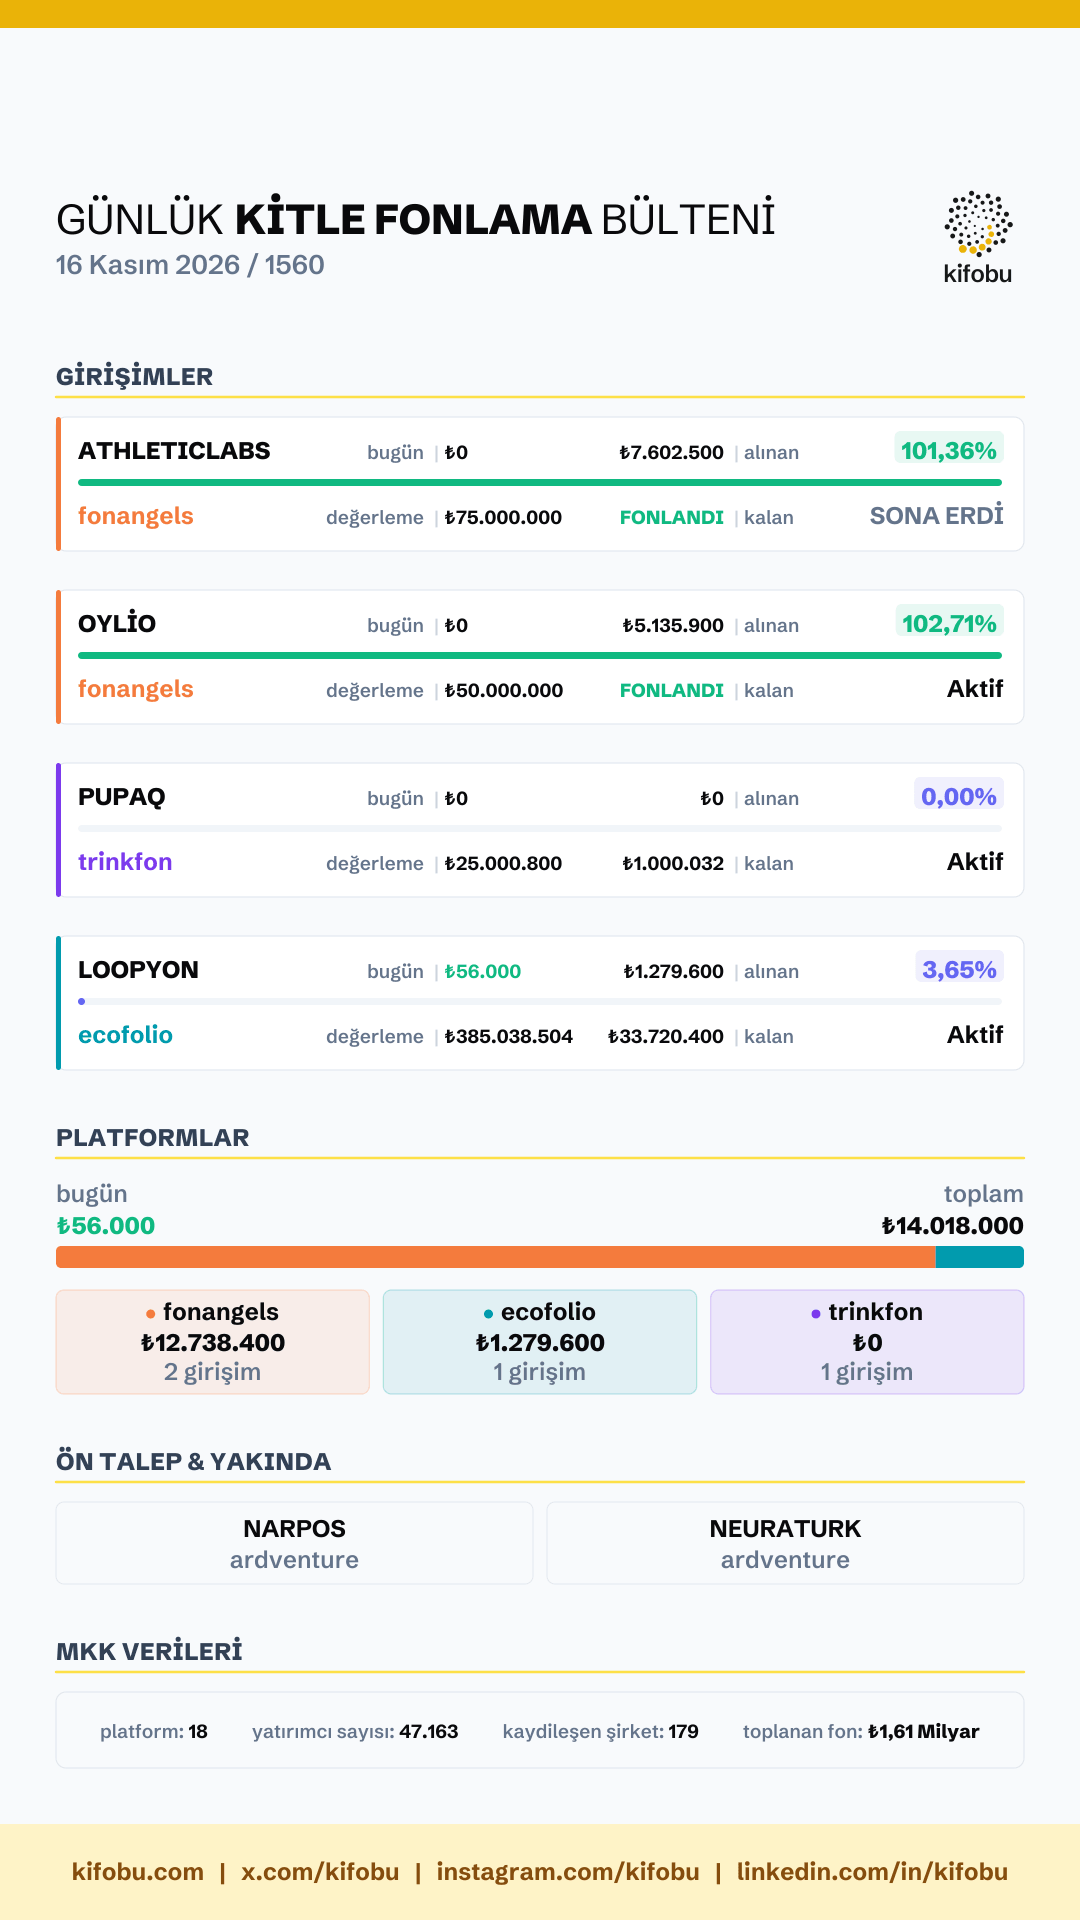 GÜNLÜK KİTLE FONLAMA BÜLTENİ
16 Kasım 2026 / 1560
kifobu
GİRİŞİMLER
ATHLETICLABS bugün | ₺0 ₺7.602.500 | alınan 101,36%
fonangels değerleme | ₺75.000.000 FONLANDI | kalan SONA ERDİ
OYLİO bugün | ₺0 ₺5.135.900 | alınan 102,71%
fonangels değerleme | ₺50.000.000 FONLANDI | kalan Aktif
PUPAQ bugün | ₺0 ₺0 | alınan 0,00%
trinkfon değerleme | ₺25.000.800 ₺1.000.032 | kalan Aktif
LOOPYON bugün | ₺56.000 ₺1.279.600 | alınan 3,65%
ecofolio değerleme | ₺385.038.504 ₺33.720.400 | kalan Aktif
PLATFORMLAR
bugün toplam
₺56.000 ₺14.018.000
• fonangels • ecofolio • trinkfon
₺12.738.400 ₺1.279.600 ₺0
2 girişim 1 girişim 1 girişim
ÖN TALEP & YAKINDA
NARPOS NEURATURK
ardventure ardventure
MKK VERİLERİ
platform: 18 yatırımcı sayısı: 47.163 kaydileşen şirket: 179 toplanan fon: ₺1,61 Milyar
kifobu.com | x.com/kifobu | instagram.com/kifobu | linkedin.com/in/kifobu